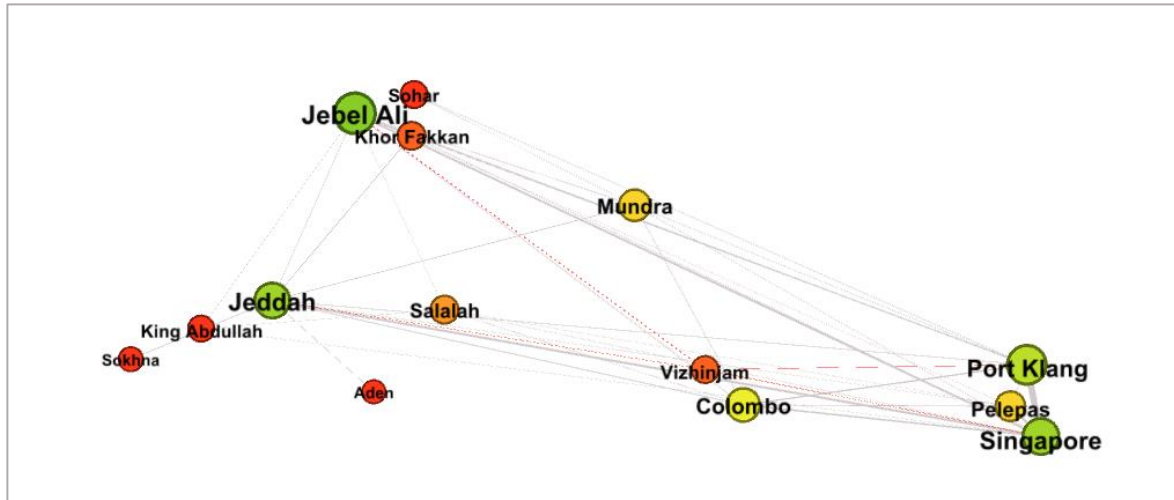 Sohar
Jebel Ali
Khor Fakkan
Mundra
Jeddah
Salalah
King Abdullah
Sokhna
Aden
Vizhinjam
Colombo
Port Klang
Pelepas
Singapore